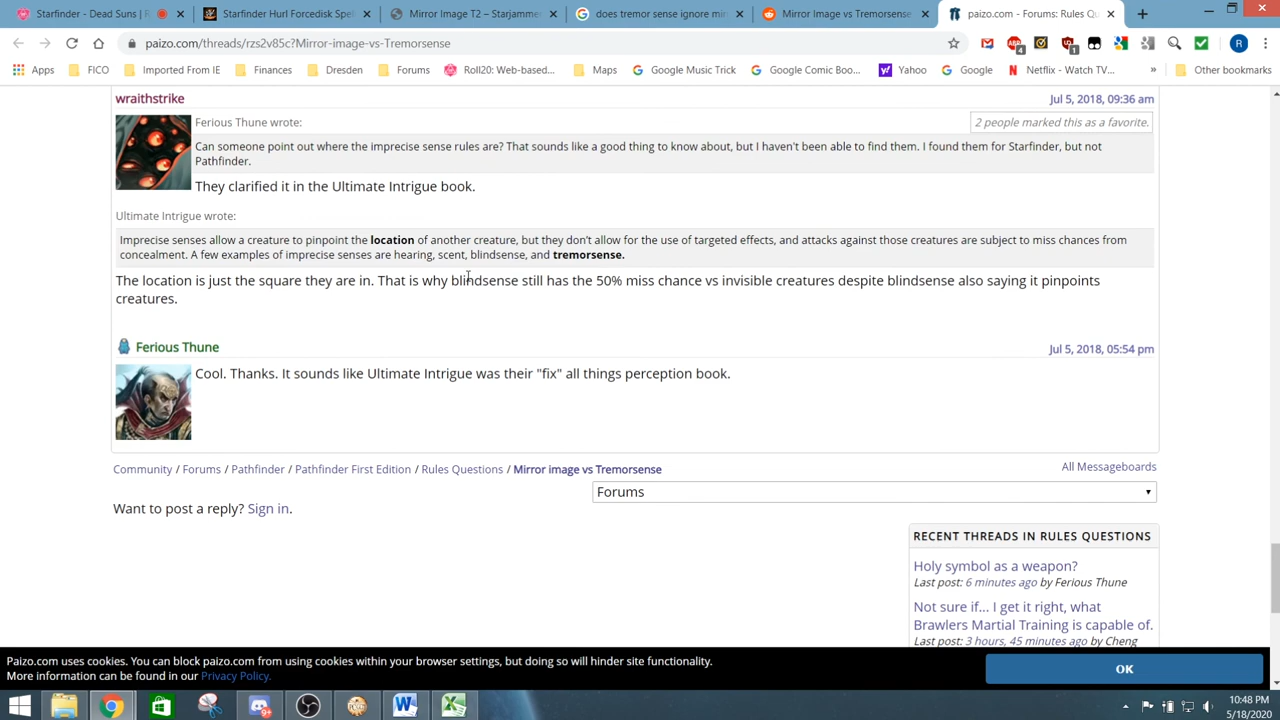 Starfinder - Dead Suns |
Starfinder Hurl Forcedisk Spel
Mirror Image T2 – Starjammer
does tremor sense ignore mir
Mirror Image vs Tremorsense
paizo.com - Forums: Rules Qu
paizo.com/threads/rzs2v85c?Mirror-image-vs-Tremorsense
Apps
FICO
Imported From IE
Finances
Dresden
Forums
Roll20: Web-based...
Maps
Google Music Trick
Google Comic Boo...
Yahoo
Google
Netflix - Watch TV...
»
Other bookmarks
wraithstrike
Jul 5, 2018, 09:36 am
Ferious Thune wrote:
2 people marked this as a favorite.
Can someone point out where the imprecise sense rules are? That sounds like a good thing to know about, but I haven't been able to find them. I found them for Starfinder, but not
Pathfinder.
They clarified it in the Ultimate Intrigue book.
Ultimate Intrigue wrote:
Imprecise senses allow a creature to pinpoint the location of another creature, but they don't allow for the use of targeted effects, and attacks against those creatures are subject to miss chances from
concealment. A few examples of imprecise senses are hearing, scent, blindsense, and tremorsense.
The location is just the square they are in. That is why blindsense still has the 50% miss chance vs invisible creatures despite blindsense also saying it pinpoints
creatures.
Ferious Thune
Jul 5, 2018, 05:54 pm
Cool. Thanks. It sounds like Ultimate Intrigue was their "fix" all things perception book.
Community / Forums / Pathfinder / Pathfinder First Edition / Rules Questions / Mirror image vs Tremorsense
All Messageboards
Forums
Want to post a reply? Sign in.
RECENT THREADS IN RULES QUESTIONS
Holy symbol as a weapon?
Last post: 6 minutes ago by Ferious Thune
Not sure if... I get it right, what
Brawlers Martial Training is capable of.
Last post: 3 hours, 45 minutes ago by Cheng
Paizo.com uses cookies. You can block paizo.com from using cookies within your browser settings, but doing so will hinder site functionality.
More information can be found in our Privacy Policy.
OK
10:48 PM
5/18/2020